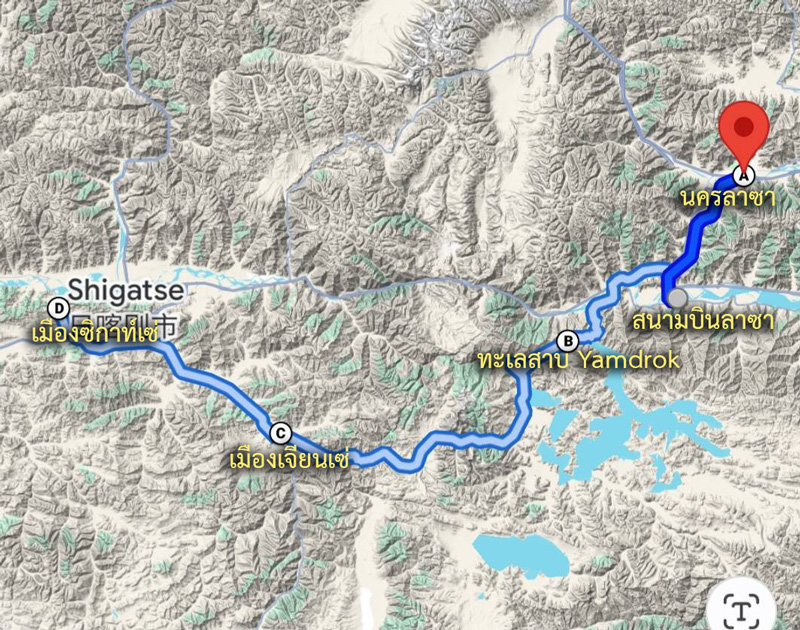 A
นครลาซา
Shigatse
D
เมืองซิกาท์เซ่
สนามบินลาซา
B
ทะเลสาบ Yamdrok
C
เมืองเจียนเซ่
T